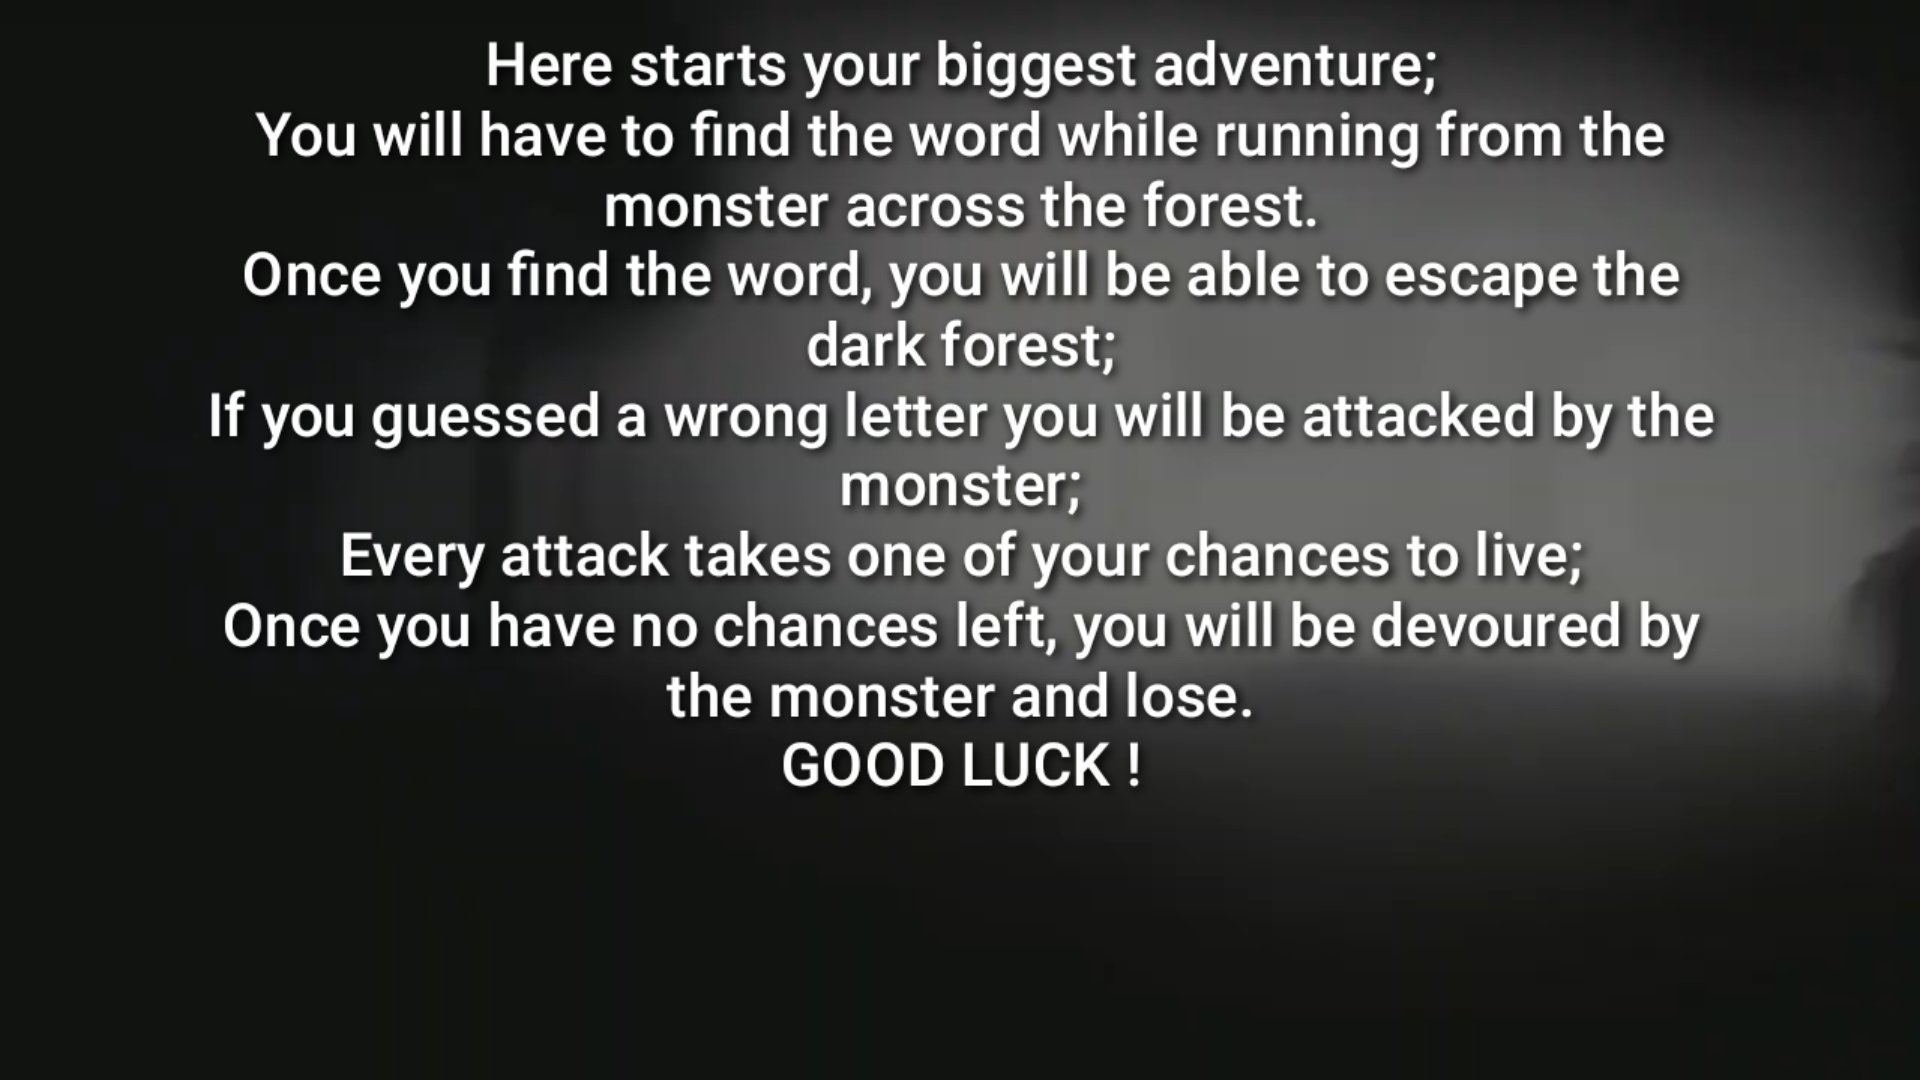 Here starts your biggest adventure;
You will have to find the word while running from the
monster across the forest.
Once you find the word, you will be able to escape the
dark forest;
If you guessed a wrong letter you will be attacked by the
monster;
Every attack takes one of your chances to live;
Once you have no chances left, you will be devoured by
the monster and lose.
GOOD LUCK !